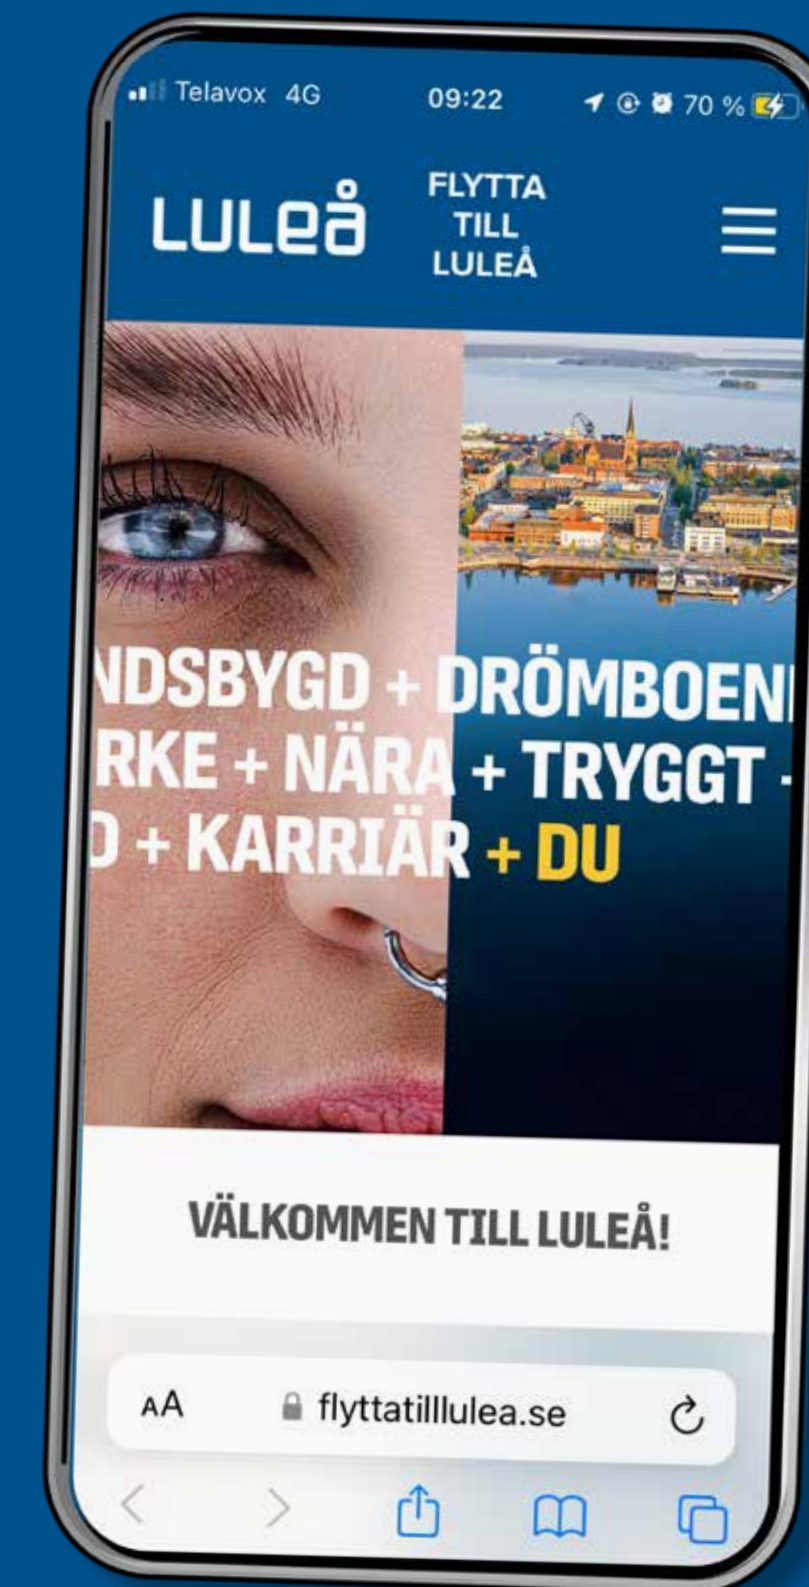 Telavox 4G 09:22 70 %
LULEÅ
FLYTTA
TILL
LULEÅ
NDSBYGD + DRÖMBOEN
RKE + NÄRA + TRYGGT
+ KARRIÄR + DU
VÄLKOMMEN TILL LULEÅ!
AA flyttatilllulea.se